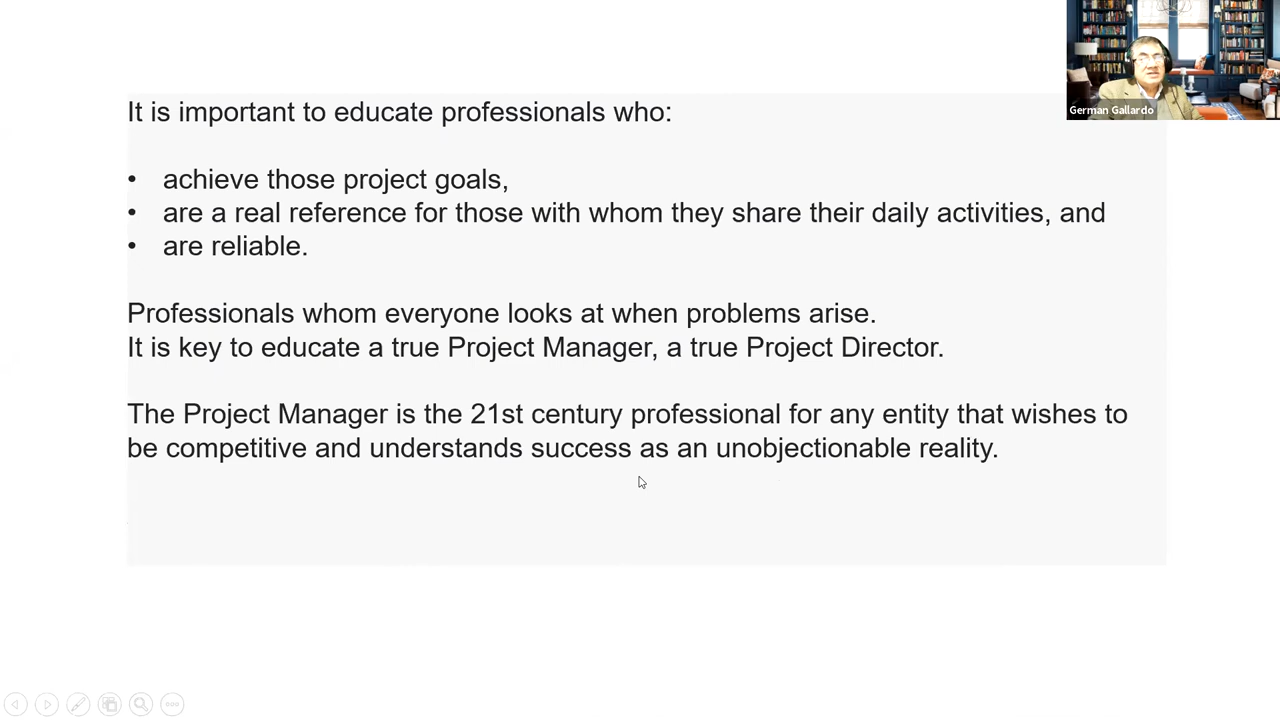 German Gallardo
It is important to educate professionals who:
• achieve those project goals,
• are a real reference for those with whom they share their daily activities, and
• are reliable.
Professionals whom everyone looks at when problems arise.
It is key to educate a true Project Manager, a true Project Director.
The Project Manager is the 21st century professional for any entity that wishes to
be competitive and understands success as an unobjectionable reality.